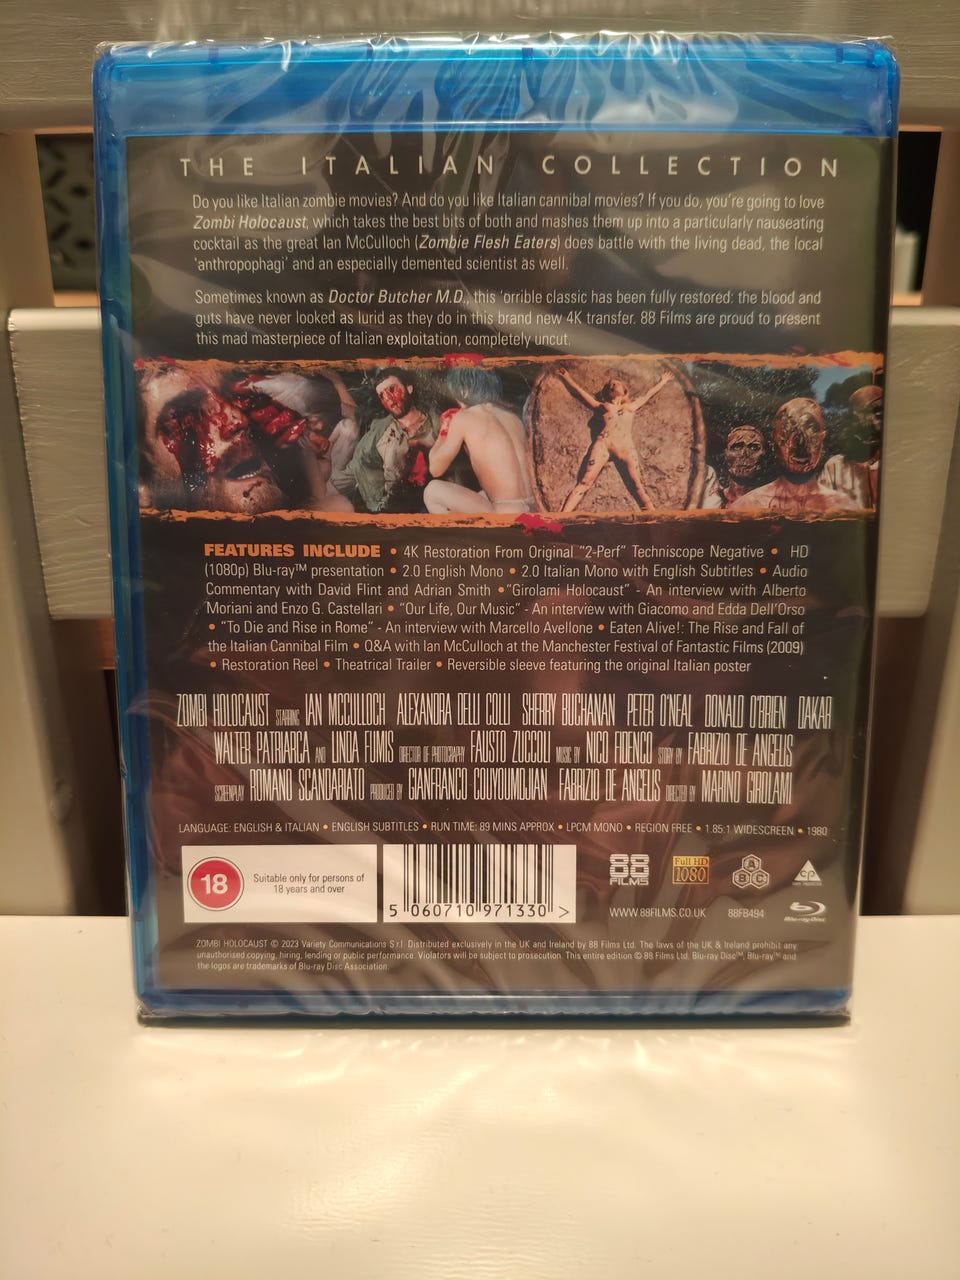 THE ITALIAN COLLECTION
Do you like Italian zombie movies? And do you like Italian cannibal movies? If you do, you're going to love
Zombi Holocaust, which takes the best bits of both and mashes them up into a particularly nauseating
cocktail as the great Ian McCulloch (Zombie Flesh Eaters) does battle with the living dead, the local
'anthropophagi' and an especially demented scientist as well.
Sometimes known as Doctor Butcher M.D., this 'orrible classic has been fully restored: the blood and
guts have never looked as lurid as they do in this brand new 4K transfer. 88 Films are proud to present
this mad masterpiece of Italian exploitation, completely uncut.
FEATURES INCLUDE • 4K Restoration From Original "2-Perf" Techniscope Negative • HD
(1080p) Blu-ray™ presentation • 2.0 English Mono • 2.0 Italian Mono with English Subtitles • Audio
Commentary with David Flint and Adrian Smith • "Girolami Holocaust" - An interview with Alberto
Moriani and Enzo G. Castellari • "Our Life, Our Music" - An interview with Giacomo and Edda Dell'Orso
• "To Die and Rise in Rome" - An interview with Marcello Avellone • Eaten Alive!: The Rise and Fall of
the Italian Cannibal Film • Q&A with Ian McCulloch at the Manchester Festival of Fantastic Films (2009)
• Restoration Reel • Theatrical Trailer • Reversible sleeve featuring the original Italian poster
ZOMBI HOLOCAUST STARRING IAN MCCULLOCH ALEXANDRA DELLI COLLI SHERRY BUCHANAN PETER O'NEAL DONALD O'BRIEN DAKAR
WALTER PATRIARCA AND LINDA FUMIS DIRECTOR OF PHOTOGRAPHY FAUSTO ZUCCOLI MUSIC BY NICO FIDENCO STORY BY FABRIZIO DE ANGELIS
SCREENPLAY ROMANO SCANDARIATO PRODUCED BY GIANFRANCO COUYOUMDJIAN FABRIZIO DE ANGELIS DIRECTED BY MARINO GIROLAMI
LANGUAGE: ENGLISH & ITALIAN • ENGLISH SUBTITLES • RUN TIME: 89 MINS APPROX • LPCM MONO • REGION FREE • 1.85:1 WIDESCREEN • 1980
18
Suitable only for persons of
18 years and over
5 060710 971330 >
88
FILMS
Full HD
1080
A
B C
CP
WWW.88FILMS.CO.UK 88FB494
Blu-ray Disc
ZOMBI HOLOCAUST © 2023 Variety Communications S.r.l. Distributed exclusively in the UK and Ireland by 88 Films Ltd. The laws of the UK & Ireland prohibit any
unauthorised copying, hiring, lending or public performance. Violators will be subject to prosecution. This entire edition © 88 Films Ltd. Blu-ray Disc™, Blu-ray™ and
the logos are trademarks of Blu-ray Disc Association.